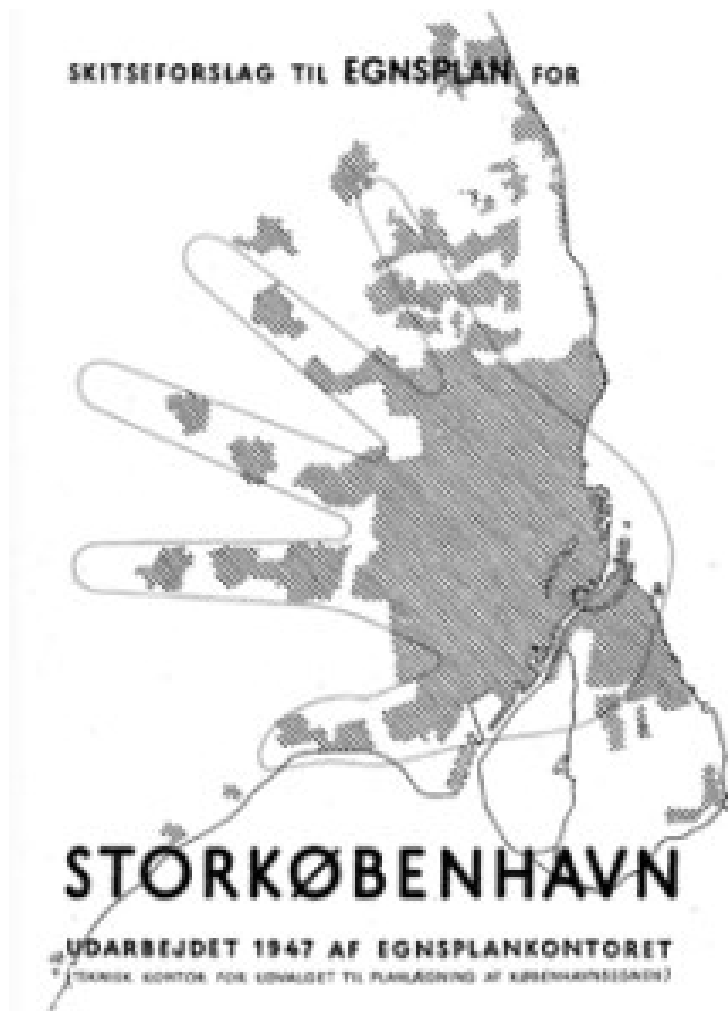 SKITSEFORSLAG TIL EGNSPLAN FOR
STORKØBENHAVN
UDARBEJDET 1947 AF EGNSPLANKONTORET
(TEKNISK KONTOR FOR UDVALGET TIL PLANLÆGNING AF KØBENHAVNSEGNEN)